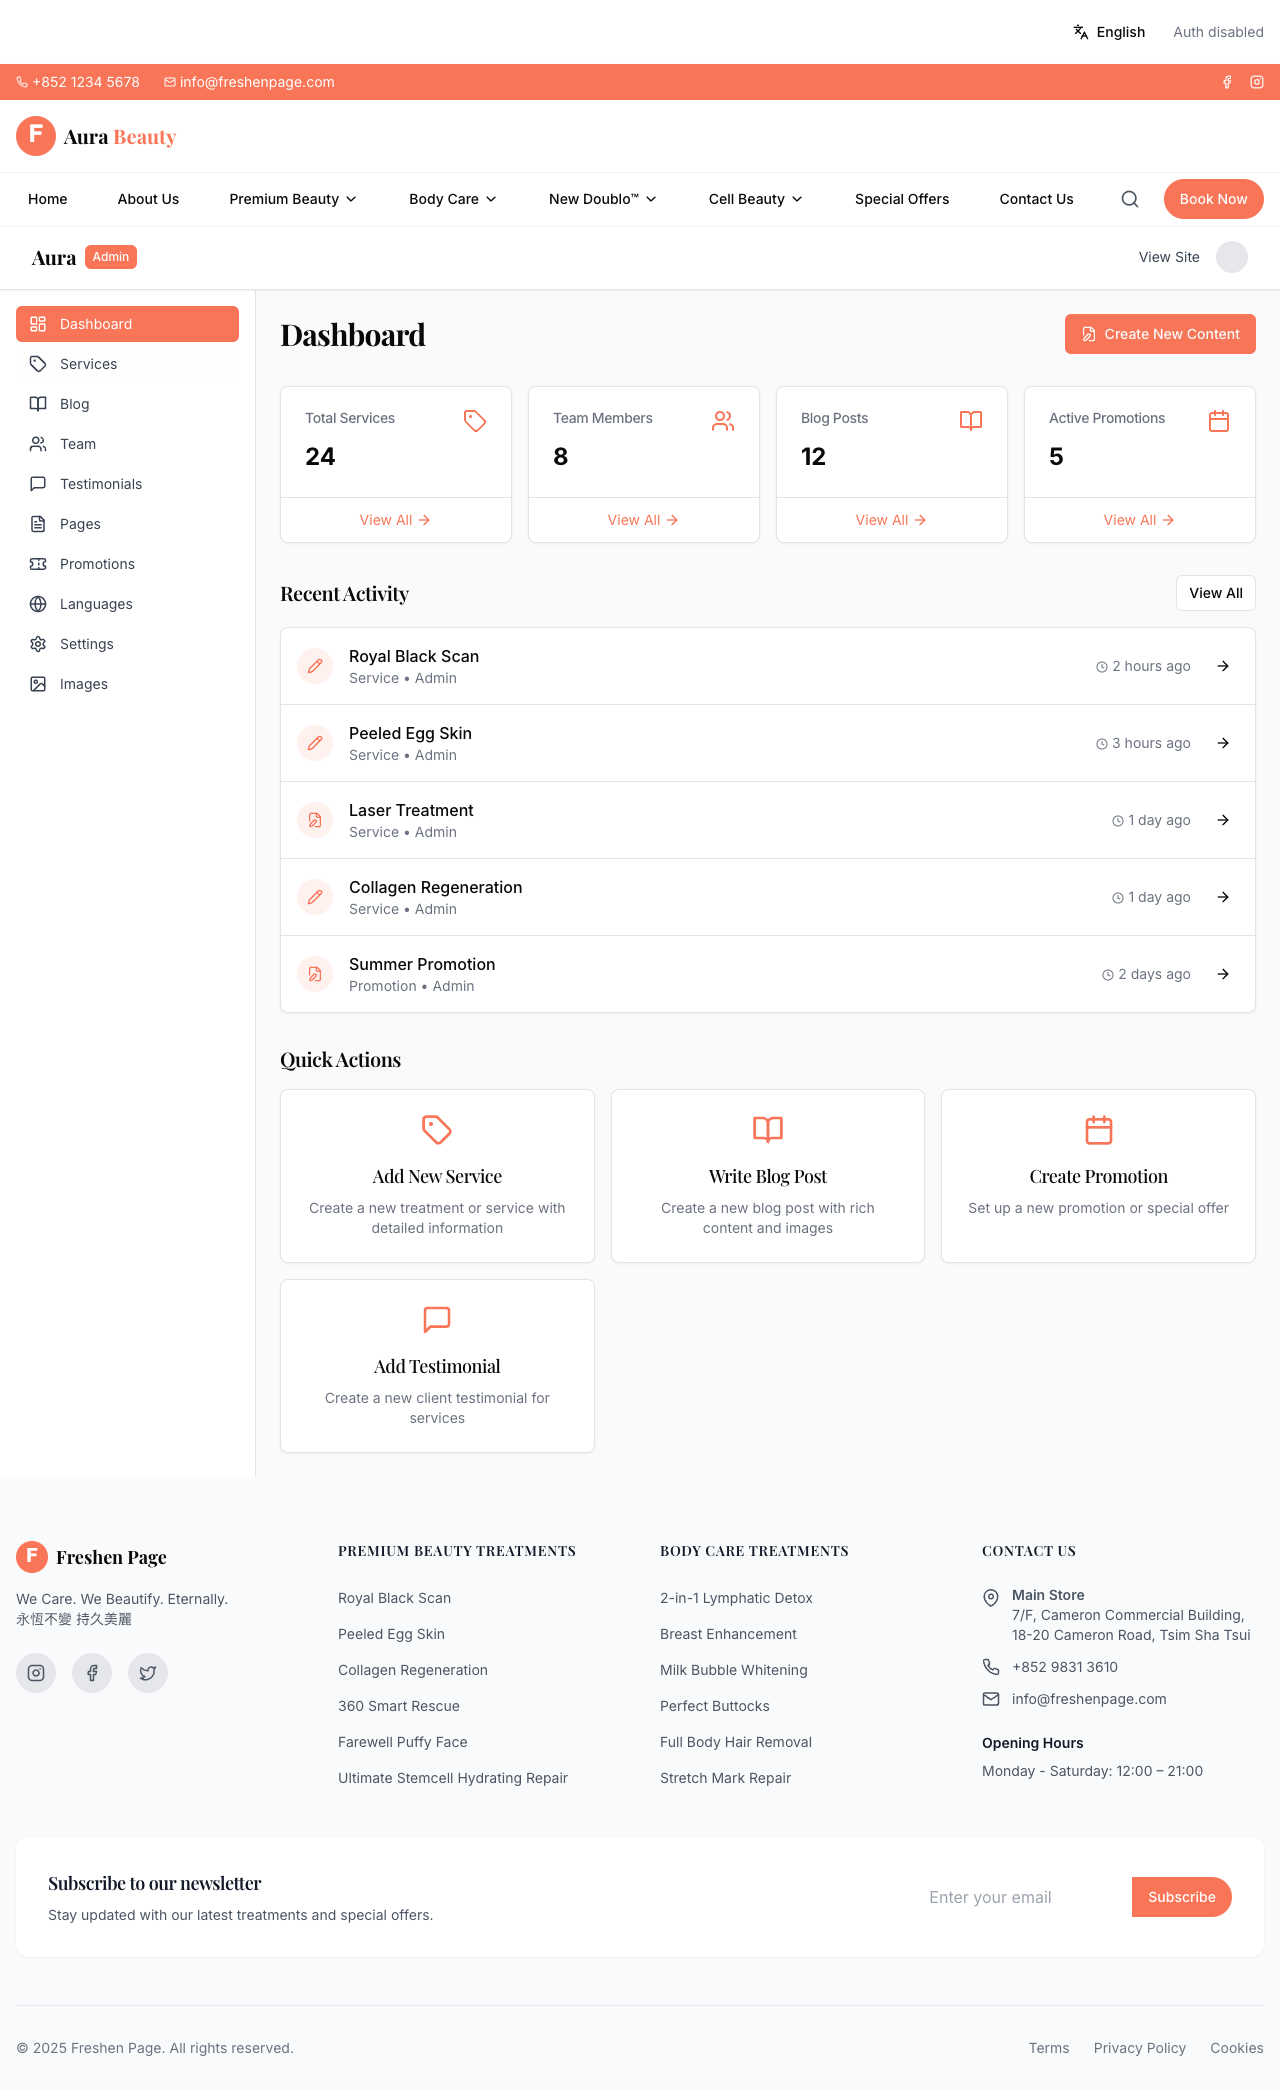 English
Auth disabled
+852 1234 5678
info@freshenpage.com
F
Aura Beauty
Home
About Us
Premium Beauty
Body Care
New Doublo™
Cell Beauty
Special Offers
Contact Us
Book Now
Aura
Admin
View Site
Dashboard
Services
Blog
Team
Testimonials
Pages
Promotions
Languages
Settings
Images
Dashboard
Create New Content
Total Services
24
View All
Team Members
8
View All
Blog Posts
12
View All
Active Promotions
5
View All
Recent Activity
View All
Royal Black Scan
Service • Admin
2 hours ago
Peeled Egg Skin
Service • Admin
3 hours ago
Laser Treatment
Service • Admin
1 day ago
Collagen Regeneration
Service • Admin
1 day ago
Summer Promotion
Promotion • Admin
2 days ago
Quick Actions
Add New Service
Create a new treatment or service with
detailed information
Write Blog Post
Create a new blog post with rich
content and images
Create Promotion
Set up a new promotion or special offer
Add Testimonial
Create a new client testimonial for
services
F
Freshen Page
We Care. We Beautify. Eternally.
永恆不變 持久美麗
PREMIUM BEAUTY TREATMENTS
Royal Black Scan
Peeled Egg Skin
Collagen Regeneration
360 Smart Rescue
Farewell Puffy Face
Ultimate Stemcell Hydrating Repair
BODY CARE TREATMENTS
2-in-1 Lymphatic Detox
Breast Enhancement
Milk Bubble Whitening
Perfect Buttocks
Full Body Hair Removal
Stretch Mark Repair
CONTACT US
Main Store
7/F, Cameron Commercial Building,
18-20 Cameron Road, Tsim Sha Tsui
+852 9831 3610
info@freshenpage.com
Opening Hours
Monday - Saturday: 12:00 – 21:00
Subscribe to our newsletter
Stay updated with our latest treatments and special offers.
Enter your email
Subscribe
© 2025 Freshen Page. All rights reserved.
Terms
Privacy Policy
Cookies